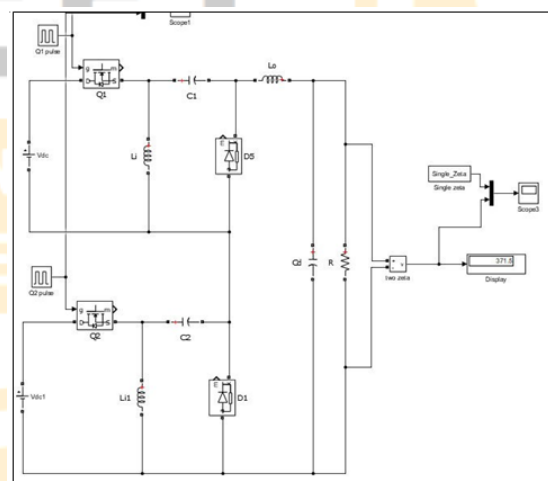 Scope1
Q1 pulse
g m
D S
Q1
C1
Lo
Vdc
Li
D5
Single_Zeta
Single zeta
Scope3
Q2 pulse
R
+
-
v
two zeta
371.5
Display
g m
D S
Q2
C2
Vdc1
Li1
D1